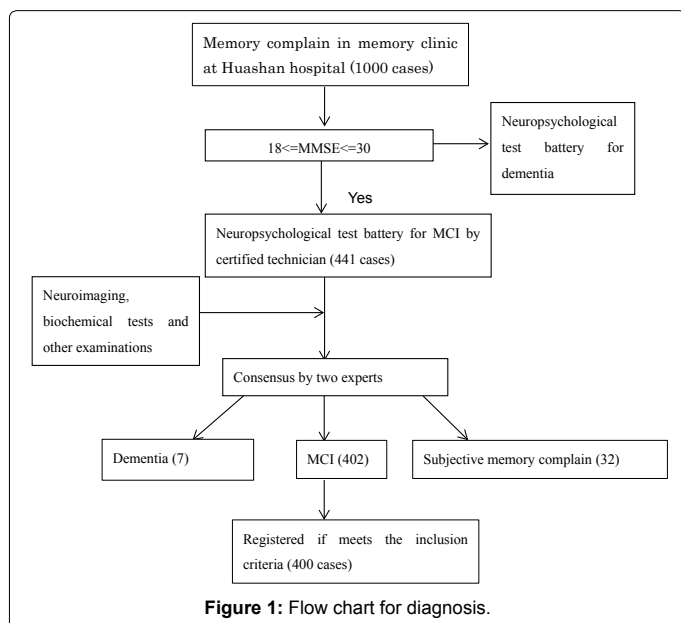 Memory complain in memory clinic
at Huashan hospital (1000 cases)
18<=MMSE<=30
Neuropsychological
test battery for
dementia
Yes
Neuropsychological test battery for MCI by
certified technician (441 cases)
Neuroimaging,
biochemical tests and
other examinations
Consensus by two experts
Dementia (7)
MCI (402)
Subjective memory complain (32)
Registered if meets the inclusion
criteria (400 cases)
Figure 1: Flow chart for diagnosis.